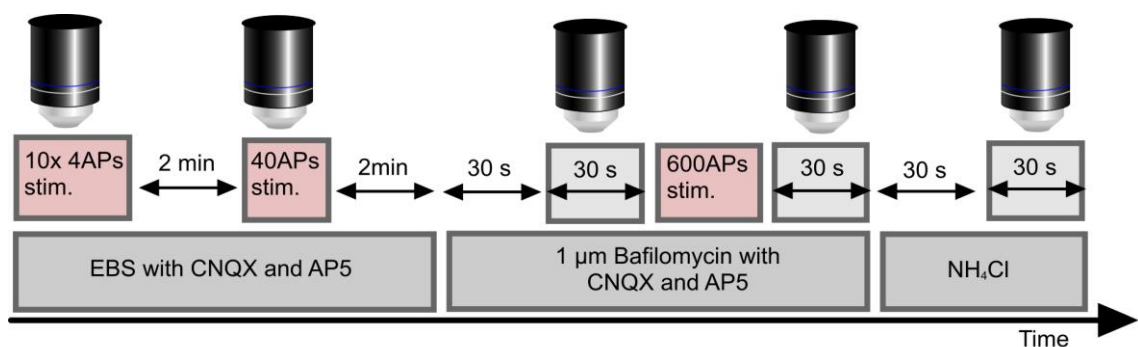 10x 4APs
stim.
2 min
40APs
stim.
2min
30 s
30 s
600APs
stim.
30 s
30 s
30 s
EBS with CNQX and AP5
1 µm Bafilomycin with
CNQX and AP5
NH₄Cl
Time